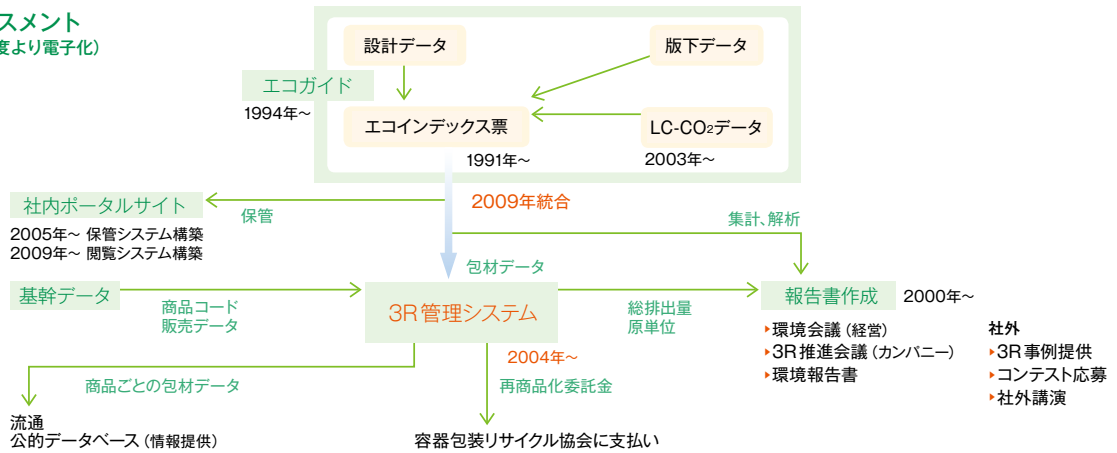 スメント
度より電子化）
設計データ
版下データ
エコガイド
1994年～
エコインデックス票
LC-CO₂データ
1991年～
2003年～
社内ポータルサイト
保管
2009年統合
集計、解析
2005年～ 保管システム構築
2009年～ 閲覧システム構築
包材データ
基幹データ
商品コード
販売データ
3R管理システム
総排出量
原単位
報告書作成
2000年～
2004年～
▸環境会議（経営）
▸3R推進会議（カンパニー）
▸環境報告書
社外
▸3R事例提供
▸コンテスト応募
▸社外講演
商品ごとの包材データ
再商品化委託金
流通
公的データベース（情報提供）
容器包装リサイクル協会に支払い